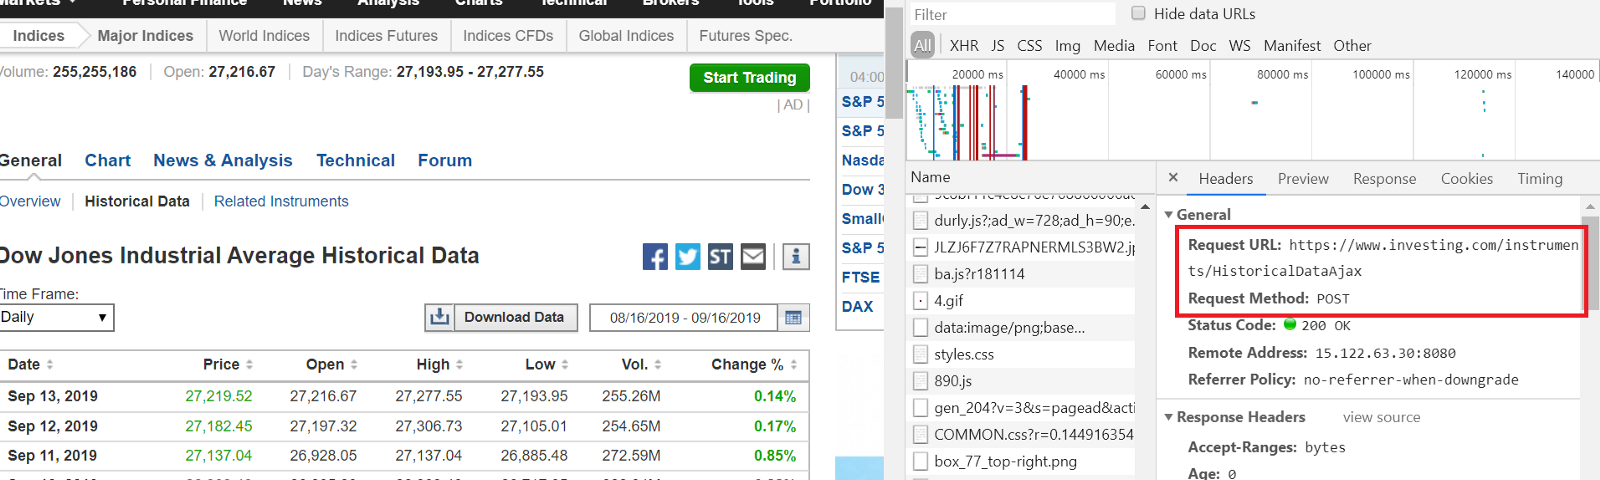 Personal Finance News Analysis Charts Technical Brokers Tools Portfolio
Indices Major Indices World Indices Indices Futures Indices CFDs Global Indices Futures Spec.
255,255,186 Open: 27,216.67 Day's Range: 27,193.95 - 27,277.55
Start Trading
| AD |
General Chart News & Analysis Technical Forum
Overview Historical Data Related Instruments
Dow Jones Industrial Average Historical Data
ST
Time Frame:
Daily
Download Data
08/16/2019 - 09/16/2019
Date Price Open High Low Vol. Change %
Sep 13, 2019 27,219.52 27,216.67 27,277.55 27,193.95 255.26M 0.14%
Sep 12, 2019 27,182.45 27,197.32 27,306.73 27,105.01 254.65M 0.17%
Sep 11, 2019 27,137.04 26,928.05 27,137.04 26,885.48 272.59M 0.85%
04:00
S&P 5
S&P 5
Nasda
Dow 3
Small
S&P 5
FTSE
DAX
Filter
Hide data URLs
All XHR JS CSS Img Media Font Doc WS Manifest Other
20000 ms 40000 ms 60000 ms 80000 ms 100000 ms 120000 ms 140000
Name
durly.js?;ad_w=728;ad_h=90;e.
JLZJ6F7Z7RAPNERMLS3BW2.jp
ba.js?r181114
4.gif
data:image/png;base...
styles.css
890.js
gen_204?v=3&s=pagead&acti
COMMON.css?r=0.144916354
box_77_top-right.png
× Headers Preview Response Cookies Timing
General
Request URL: https://www.investing.com/instrumen
ts/HistoricalDataAjax
Request Method: POST
Status Code: 200 OK
Remote Address: 15.122.63.30:8080
Referrer Policy: no-referrer-when-downgrade
Response Headers view source
Accept-Ranges: bytes
Age: 0